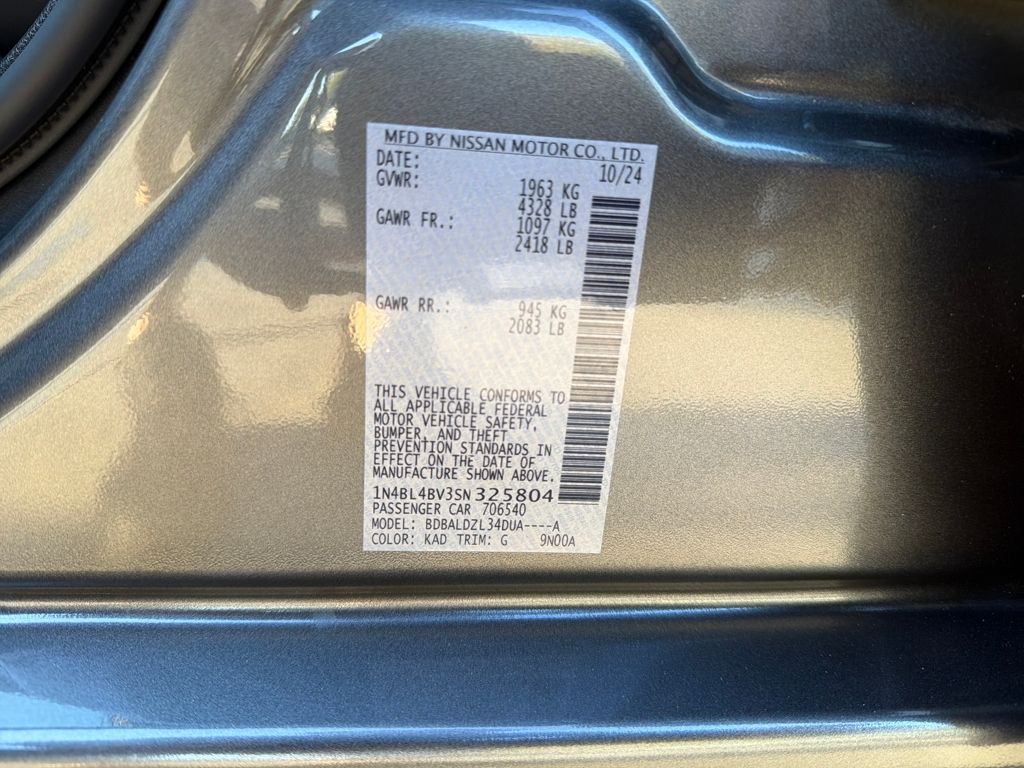 MFD BY NISSAN MOTOR CO., LTD.
DATE: 10/24
GVWR: 1963 KG
4328 LB
GAWR FR.: 1097 KG
2418 LB
GAWR RR.: 945 KG
2083 LB
THIS VEHICLE CONFORMS TO
ALL APPLICABLE FEDERAL
MOTOR VEHICLE SAFETY,
BUMPER, AND THEFT
PREVENTION STANDARDS IN
EFFECT ON THE DATE OF
MANUFACTURE SHOWN ABOVE.
1N4BL4BV3SN325804
PASSENGER CAR 706540
MODEL: BDBALDZL34DUA----A
COLOR: KAD TRIM: G 9N00A